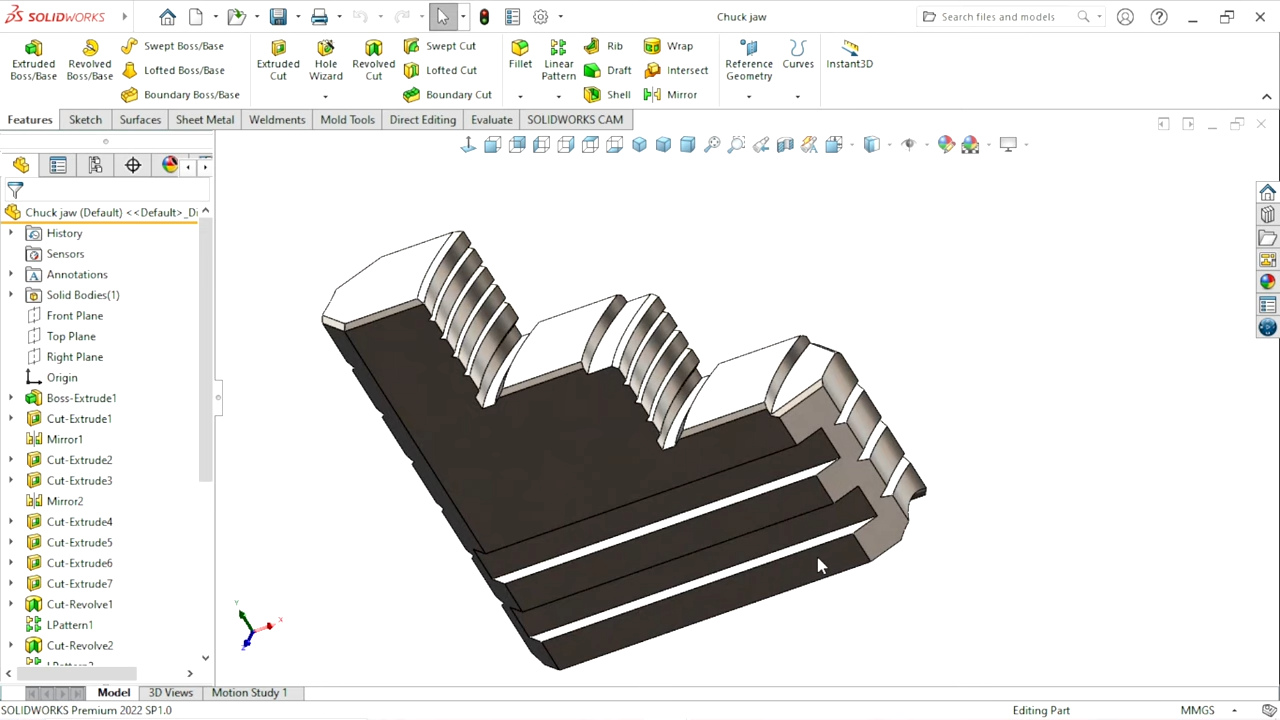 SOLIDWORKS
Chuck jaw
Search files and models
Extruded Boss/Base
Revolved Boss/Base
Swept Boss/Base
Lofted Boss/Base
Boundary Boss/Base
Extruded Cut
Hole Wizard
Revolved Cut
Swept Cut
Lofted Cut
Boundary Cut
Fillet
Linear Pattern
Rib
Draft
Shell
Wrap
Intersect
Mirror
Reference Geometry
Curves
Instant3D
Features
Sketch
Surfaces
Sheet Metal
Weldments
Mold Tools
Direct Editing
Evaluate
SOLIDWORKS CAM
Chuck jaw (Default) <<Default>_Di
History
Sensors
Annotations
Solid Bodies(1)
Front Plane
Top Plane
Right Plane
Origin
Boss-Extrude1
Cut-Extrude1
Mirror1
Cut-Extrude2
Cut-Extrude3
Mirror2
Cut-Extrude4
Cut-Extrude5
Cut-Extrude6
Cut-Extrude7
Cut-Revolve1
LPattern1
Cut-Revolve2
LPattern2
Y
X
Z
Model
3D Views
Motion Study 1
SOLIDWORKS Premium 2022 SP1.0
Editing Part
MMGS